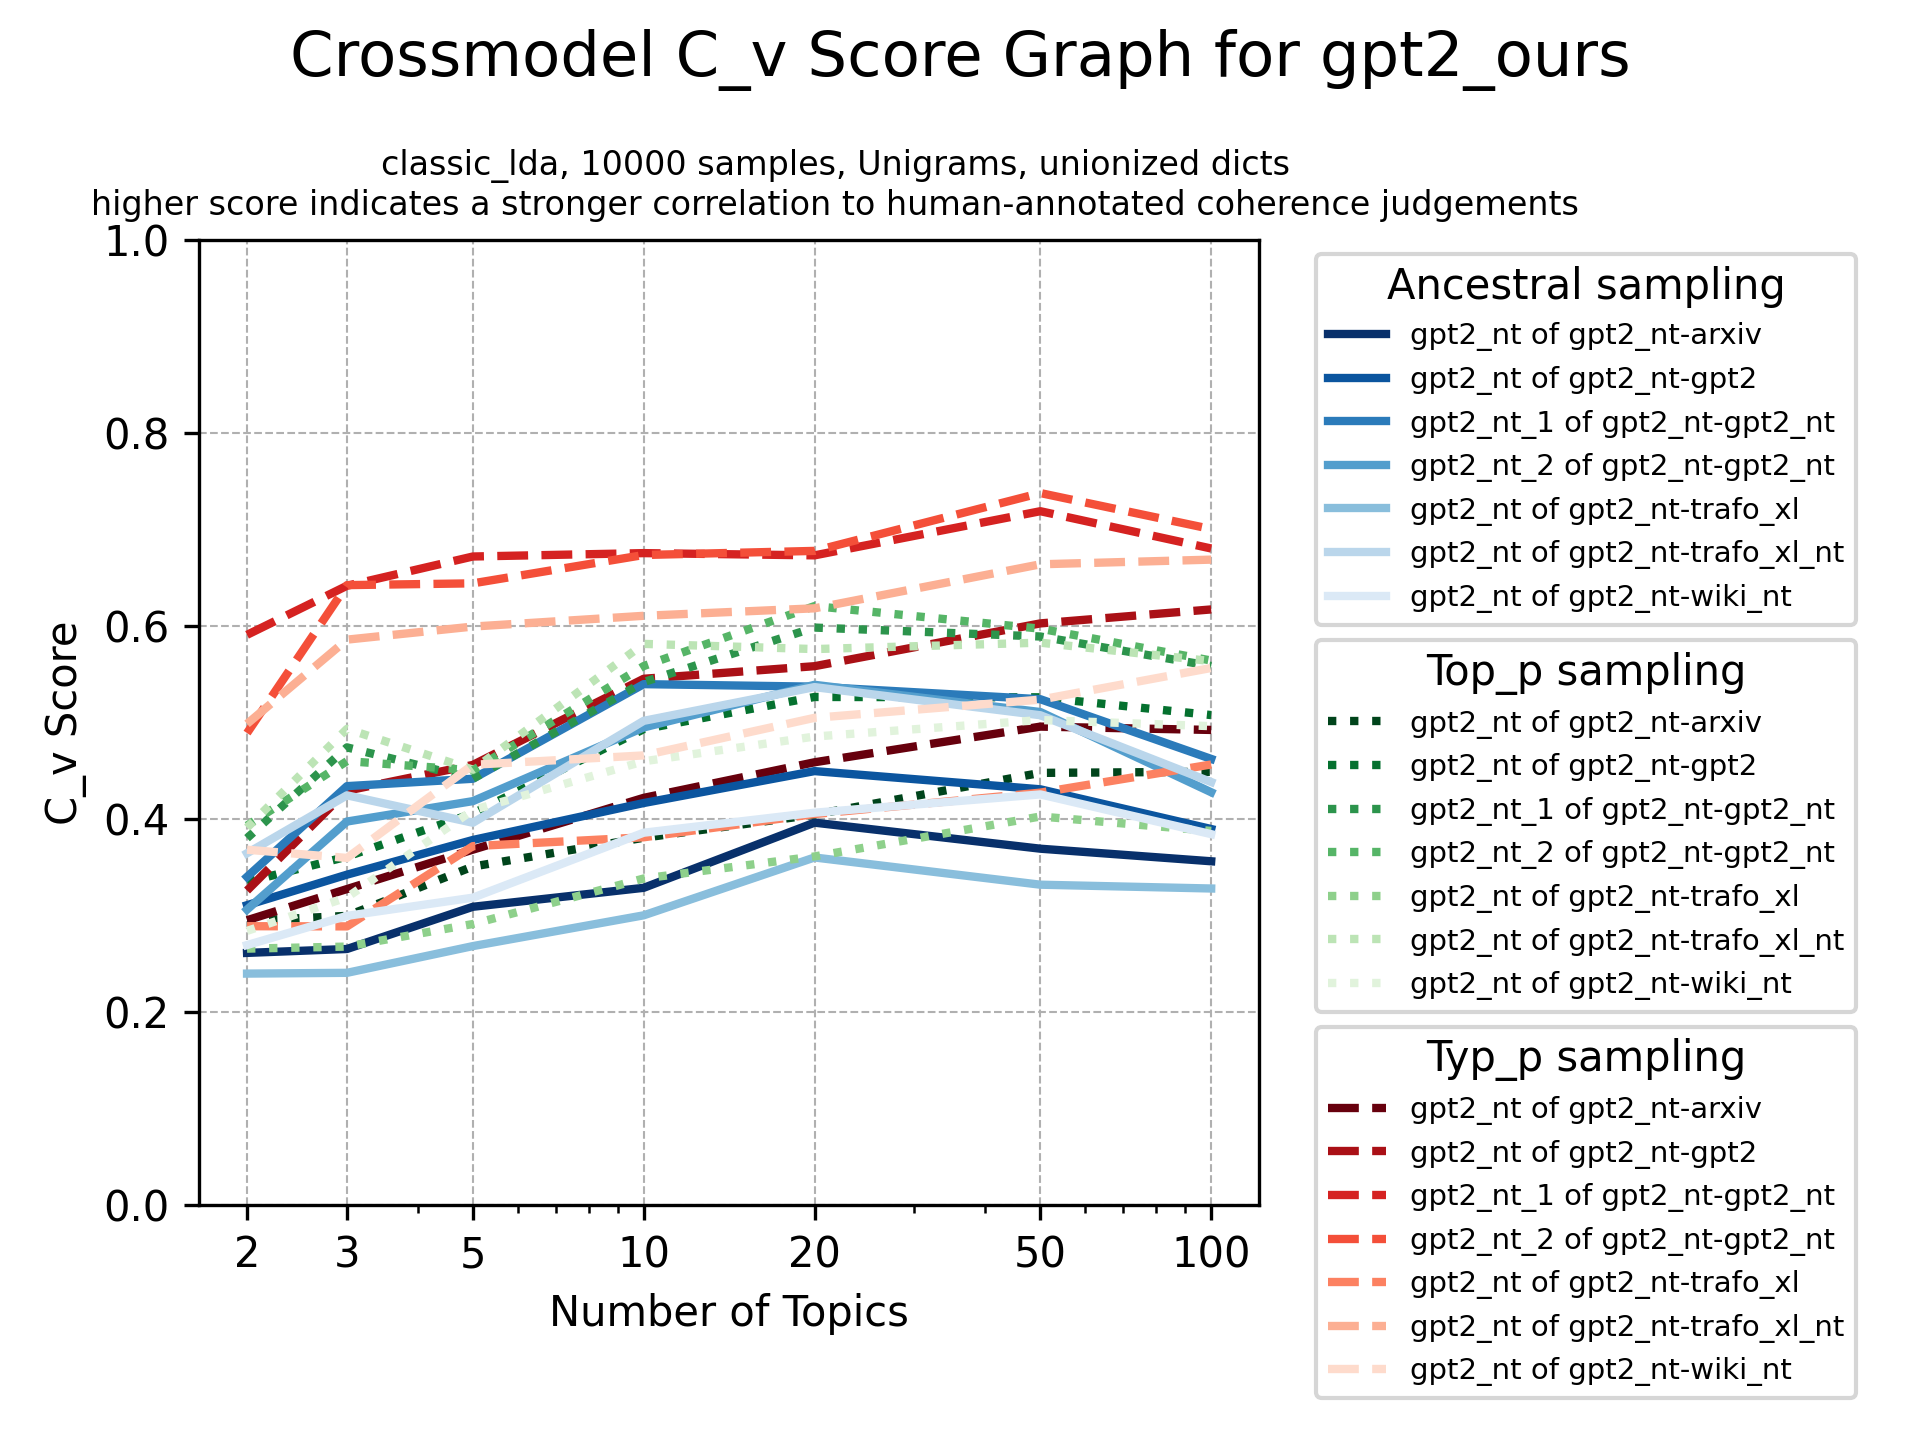 Crossmodel C_v Score Graph for gpt2_ours
classic_lda, 10000 samples, Unigrams, unionized dicts
higher score indicates a stronger correlation to human-annotated coherence judgements
C_v Score
1.0
0.8
0.6
0.4
0.2
0.0
2 3 5 10 20 50 100
Number of Topics
Ancestral sampling
gpt2_nt of gpt2_nt-arxiv
gpt2_nt of gpt2_nt-gpt2
gpt2_nt_1 of gpt2_nt-gpt2_nt
gpt2_nt_2 of gpt2_nt-gpt2_nt
gpt2_nt of gpt2_nt-trafo_xl
gpt2_nt of gpt2_nt-trafo_xl_nt
gpt2_nt of gpt2_nt-wiki_nt
Top_p sampling
gpt2_nt of gpt2_nt-arxiv
gpt2_nt of gpt2_nt-gpt2
gpt2_nt_1 of gpt2_nt-gpt2_nt
gpt2_nt_2 of gpt2_nt-gpt2_nt
gpt2_nt of gpt2_nt-trafo_xl
gpt2_nt of gpt2_nt-trafo_xl_nt
gpt2_nt of gpt2_nt-wiki_nt
Typ_p sampling
gpt2_nt of gpt2_nt-arxiv
gpt2_nt of gpt2_nt-gpt2
gpt2_nt_1 of gpt2_nt-gpt2_nt
gpt2_nt_2 of gpt2_nt-gpt2_nt
gpt2_nt of gpt2_nt-trafo_xl
gpt2_nt of gpt2_nt-trafo_xl_nt
gpt2_nt of gpt2_nt-wiki_nt